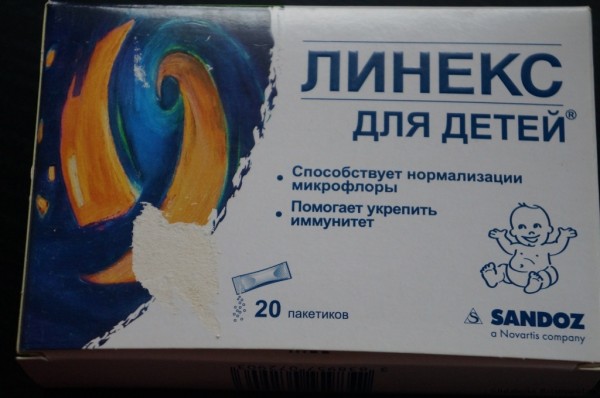 ЛИНЕКС
ДЛЯ ДЕТЕЙ®
• Способствует нормализации
микрофлоры
• Помогает укрепить
иммунитет
20 пакетиков
S SANDOZ
a Novartis company